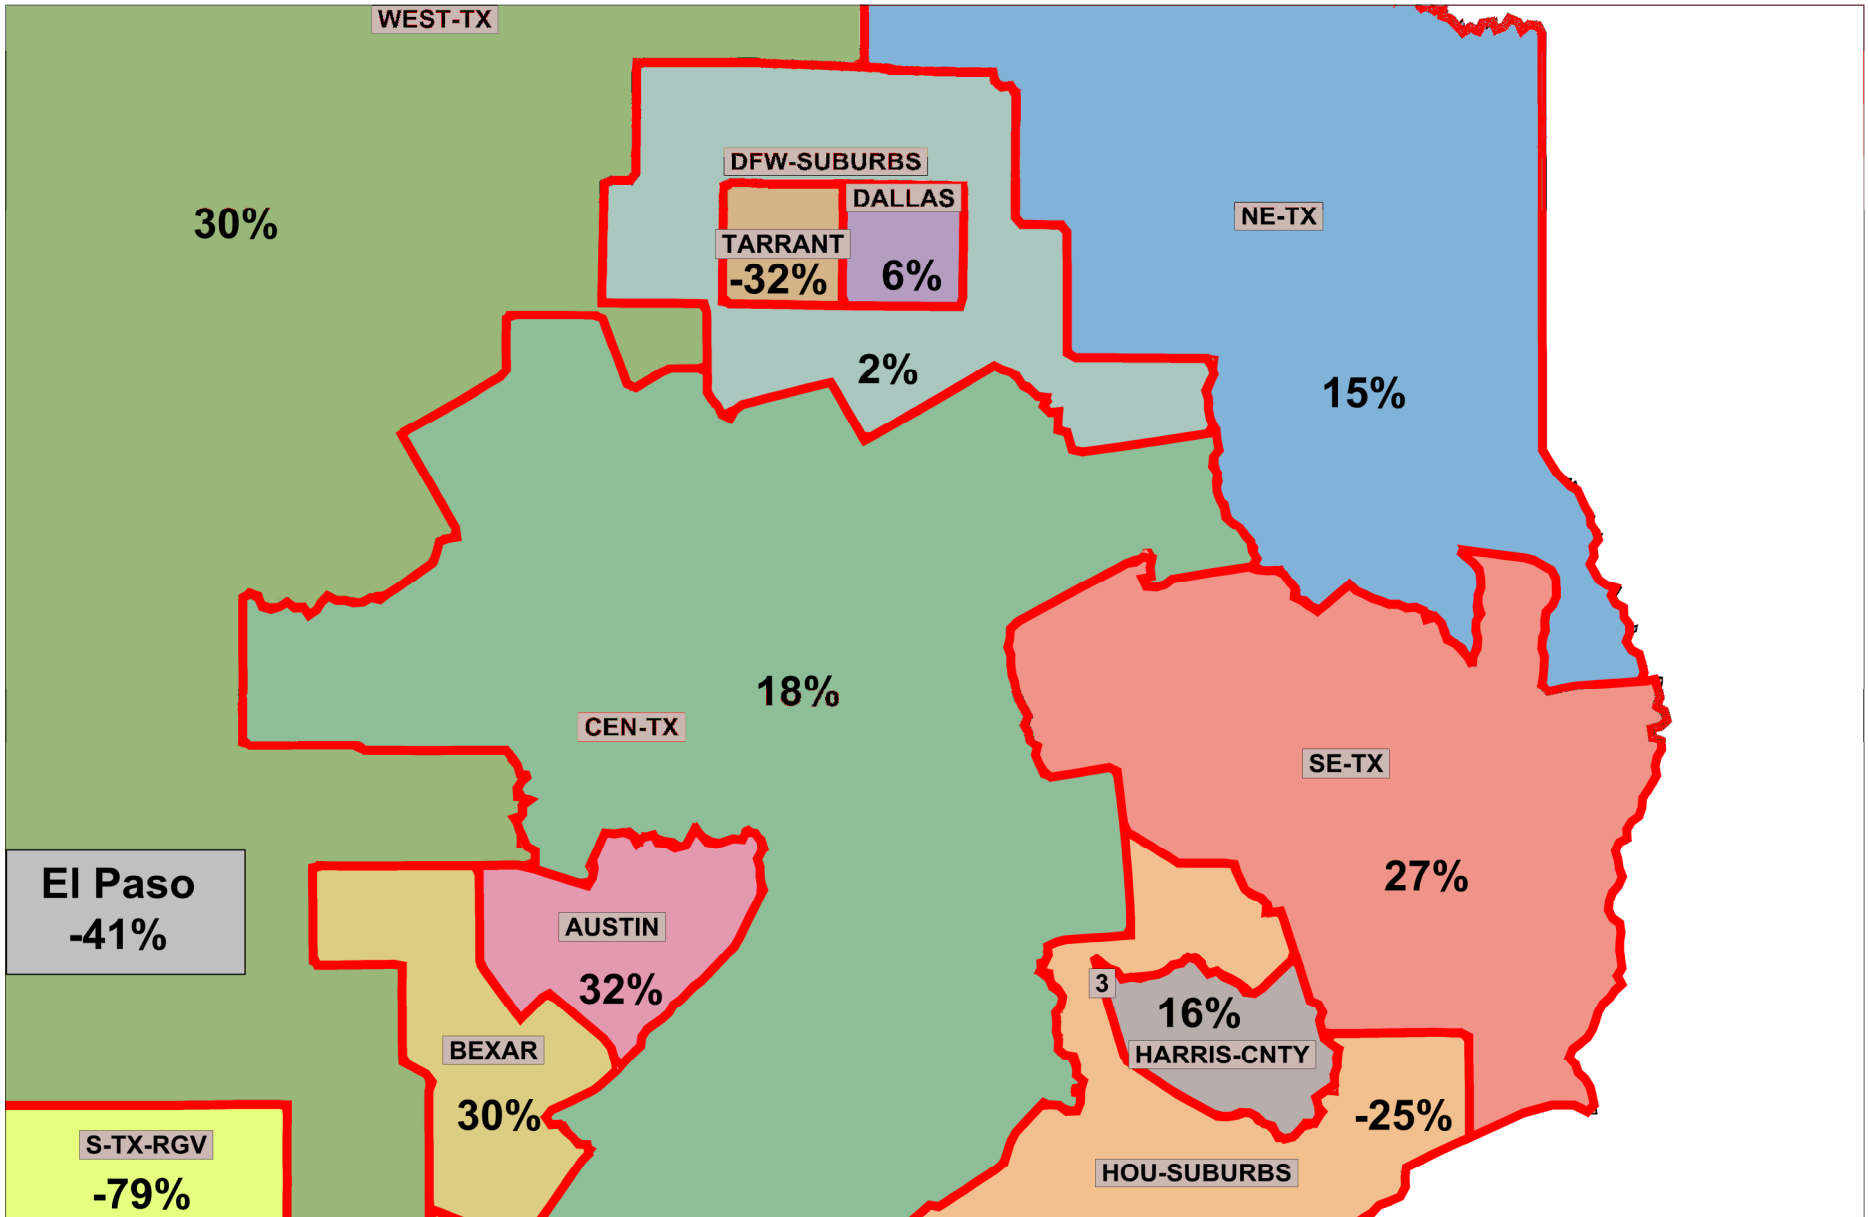 WEST-TX
DFW-SUBURBS
DALLAS
NE-TX
30%
TARRANT
-32%
6%
2%
15%
18%
CEN-TX
SE-TX
El Paso
-41%
27%
AUSTIN
32%
3
16%
BEXAR
HARRIS-CNTY
30%
-25%
S-TX-RGV
-79%
HOU-SUBURBS